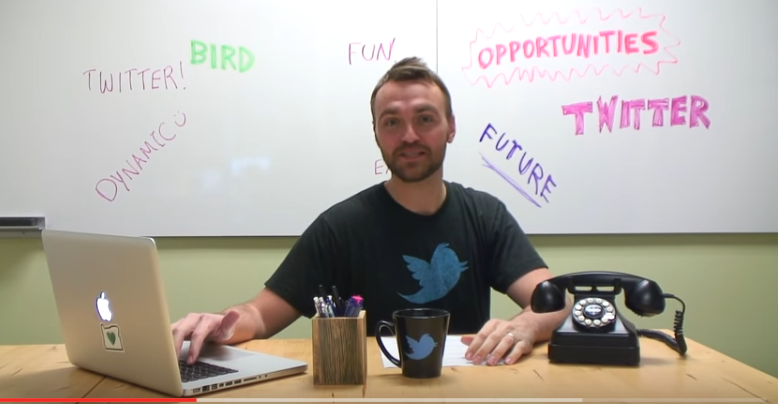 TWITTER!
BIRD
FUN
OPPORTUNITIES
TWITTER
DYNAMIC
FUTURE